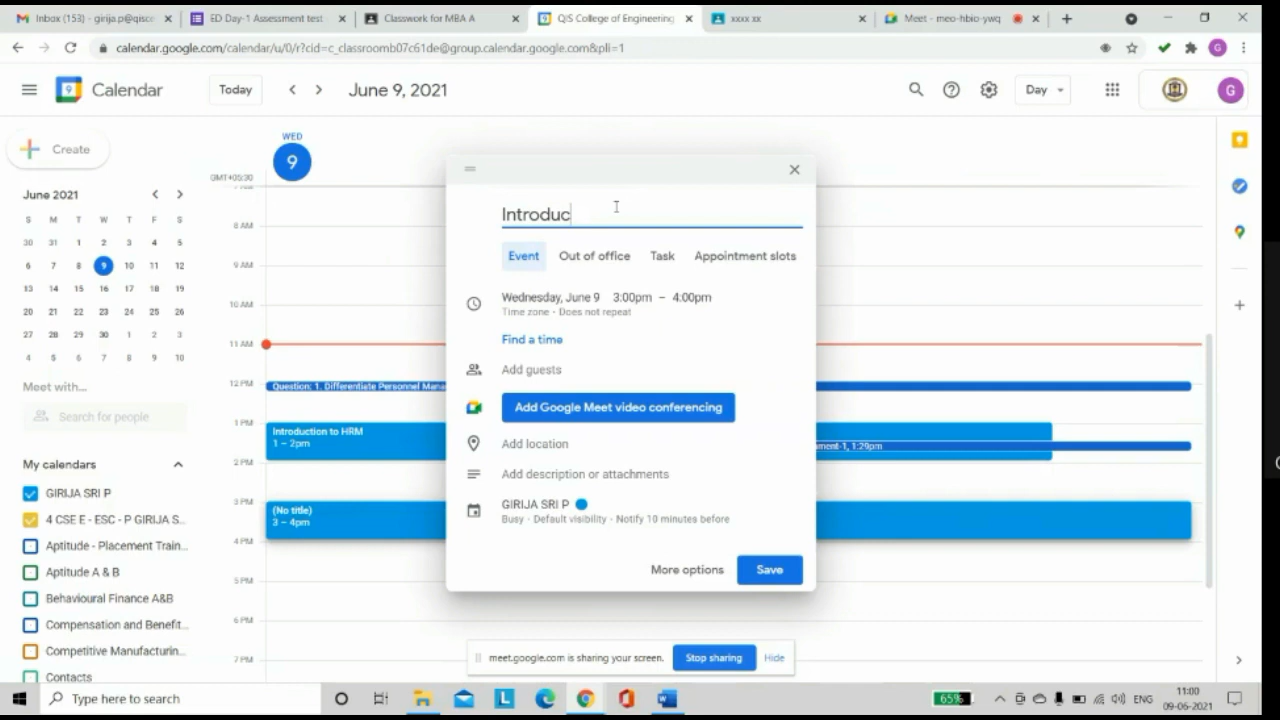 Inbox (153) - girija.p@qiscet
ED Day-1 Assessment test
Classwork for MBA A
QIS College of Engineering
xxxx xx
Meet - meo-hbio-ywq
calendar.google.com/calendar/u/0/r?cid=c_classroomb07c61de@group.calendar.google.com&pli=1
G
9 Calendar
Today
June 9, 2021
Day
G
Create
WED
9
GMT+05:30
June 2021
S M T W T F S
30 31 1 2 3 4 5
6 7 8 9 10 11 12
13 14 15 16 17 18 19
20 21 22 23 24 25 26
27 28 29 30 1 2 3
4 5 6 7 8 9 10
Meet with...
Search for people
My calendars
GIRIJA SRI P
4 CSE E - ESC - P GIRIJA S...
Aptitude - Placement Train...
Aptitude A & B
Behavioural Finance A&B
Compensation and Benefit...
Competitive Manufacturin...
Contacts
8 AM
9 AM
10 AM
11 AM
12 PM
1 PM
2 PM
3 PM
4 PM
5 PM
6 PM
7 PM
Question: 1. Differentiate Personnel Mana
Introduction to HRM
1 – 2pm
ment-1, 1:29pm
(No title)
3 – 4pm
Introduc
Event Out of office Task Appointment slots
Wednesday, June 9 3:00pm – 4:00pm
Time zone · Does not repeat
Find a time
Add guests
Add Google Meet video conferencing
Add location
Add description or attachments
GIRIJA SRI P
Busy · Default visibility · Notify 10 minutes before
More options Save
meet.google.com is sharing your screen. Stop sharing Hide
Type here to search
65%
ENG
11:00
09-06-2021